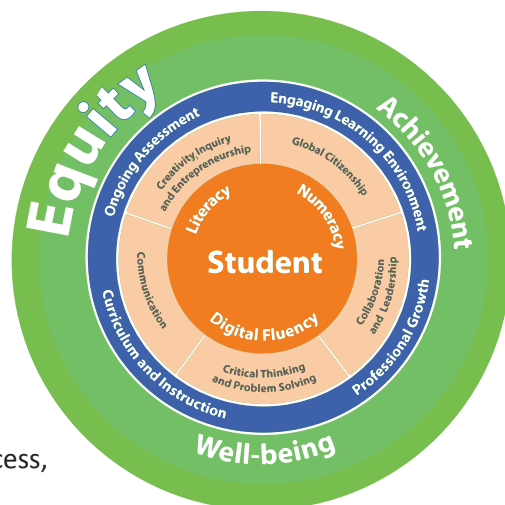 Equity
Achievement
Well-being
Ongoing Assessment
Engaging Learning Environment
Professional Growth
Curriculum and Instruction
Creativity, Inquiry
and Entrepreneurship
Global Citizenship
Collaboration
and Leadership
Critical Thinking
and Problem Solving
Communication
Literacy
Numeracy
Digital Fluency
Student
cess,